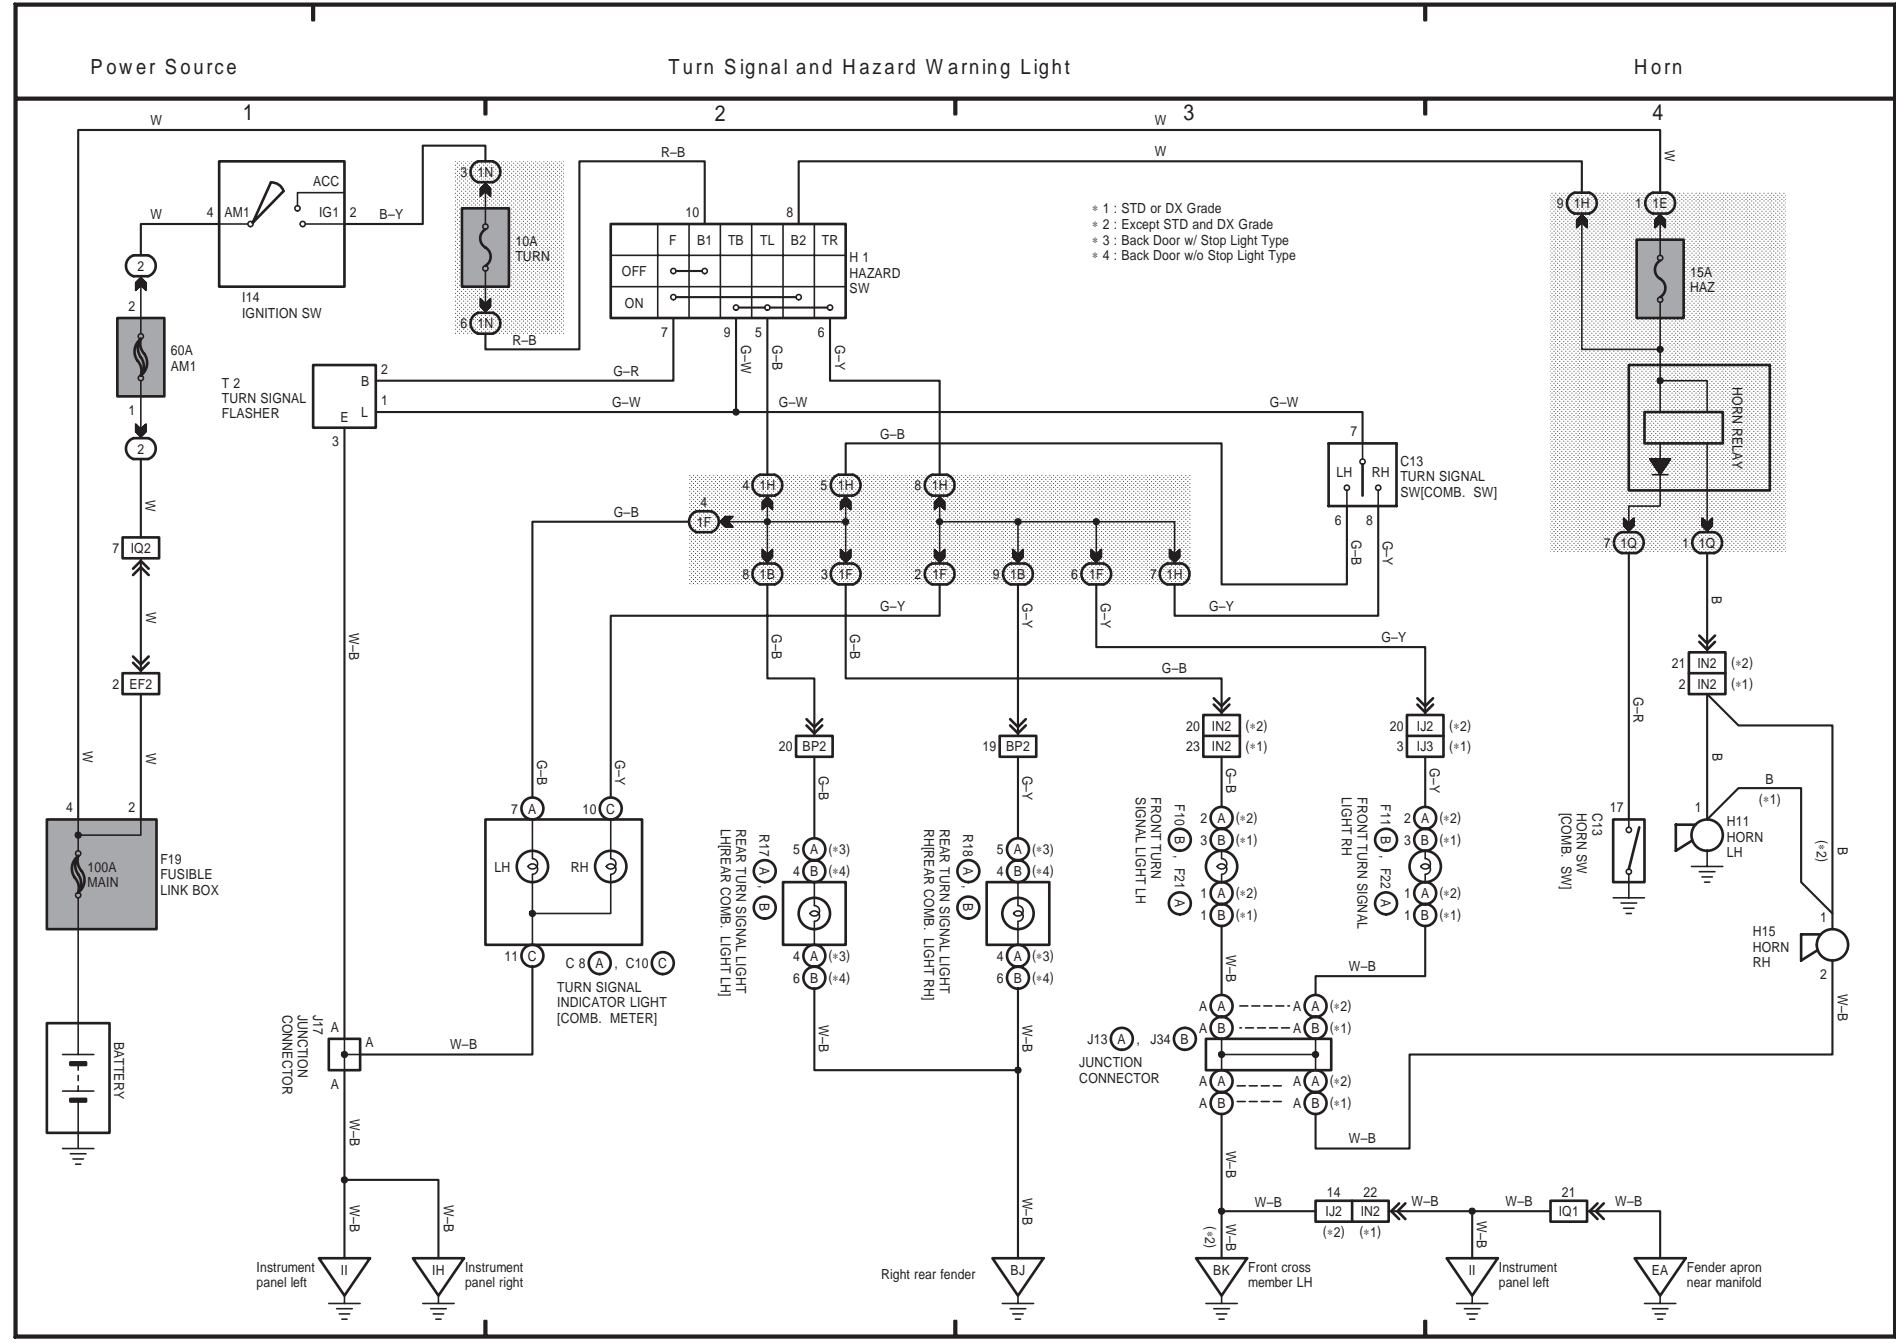 Power Source
Turn Signal and Hazard Warning Light
Horn
1
2
3
4
W
W
W
R–B
W
∗ 1 : STD or DX Grade
∗ 2 : Except STD and DX Grade
∗ 3 : Back Door w/ Stop Light Type
∗ 4 : Back Door w/o Stop Light Type
W
4
AM1
ACC
IG1
2
B–Y
I14
IGNITION SW
3
1N
10A
TURN
6
1N
R–B
10
8
F
B1
TB
TL
B2
TR
OFF
ON
H 1
HAZARD
SW
7
9
5
6
G–W
G–B
G–Y
9
1H
1
1E
15A
HAZ
HORN RELAY
7
1Q
1
1Q
2
2
60A
AM1
1
2
T 2
TURN SIGNAL
FLASHER
B
2
E
L
1
3
G–R
G–W
G–W
G–W
G–B
7
LH
RH
C13
TURN SIGNAL
SW[COMB. SW]
6
8
G–B
G–Y
4
1H
5
1H
8
1H
G–B
4
1F
8
1B
3
1F
2
1F
9
1B
6
1F
7
1H
G–Y
G–Y
G–B
G–B
G–Y
G–Y
G–Y
G–B
W
7
IQ2
W
2
EF2
W
W
W–B
B
21
IN2
(∗2)
2
IN2
(∗1)
G–R
B
20
BP2
19
BP2
20
IN2
(∗2)
23
IN2
(∗1)
20
IJ2
(∗2)
3
IJ3
(∗1)
G–B
G–Y
G–B
G–Y
G–B
G–Y
4
2
100A
MAIN
F19
FUSIBLE
LINK BOX
7
A
10
C
LH
RH
11
C
C 8
A
, C10
C
TURN SIGNAL
INDICATOR LIGHT
[COMB. METER]
R17
A
,
B
REAR TURN SIGNAL LIGHT
LH[REAR COMB. LIGHT LH]
5
A
(∗3)
4
B
(∗4)
4
A
(∗3)
6
B
(∗4)
R18
A
,
B
REAR TURN SIGNAL LIGHT
RH[REAR COMB. LIGHT RH]
5
A
(∗3)
4
B
(∗4)
4
A
(∗3)
6
B
(∗4)
F10
B
, F21
A
FRONT TURN
SIGNAL LIGHT LH
2
A
(∗2)
3
B
(∗1)
1
A
(∗2)
1
B
(∗1)
F11
B
, F22
A
FRONT TURN SIGNAL
LIGHT RH
2
A
(∗2)
3
B
(∗1)
1
A
(∗2)
1
B
(∗1)
17
C13
HORN SW
[COMB. SW]
1
H11
HORN
LH
B
(∗1)
B
(∗2)
1
H15
HORN
RH
2
W–B
W–B
W–B
A
A
A
A
(∗2)
A
B
A
B
(∗1)
J13
A
, J34
B
JUNCTION
CONNECTOR
A
A
A
A
(∗2)
A
B
A
B
(∗1)
W–B
BATTERY
J17
JUNCTION
CONNECTOR
A
A
A
W–B
W–B
W–B
W–B
W–B
W–B
W–B
W–B
W–B
W–B
(∗2)
W–B
14
22
IJ2
IN2
(∗2)
(∗1)
W–B
W–B
W–B
21
IQ1
W–B
Instrument
panel left
II
IH
Instrument
panel right
Right rear fender
BJ
BK
Front cross
member LH
II
Instrument
panel left
EA
Fender apron
near manifold